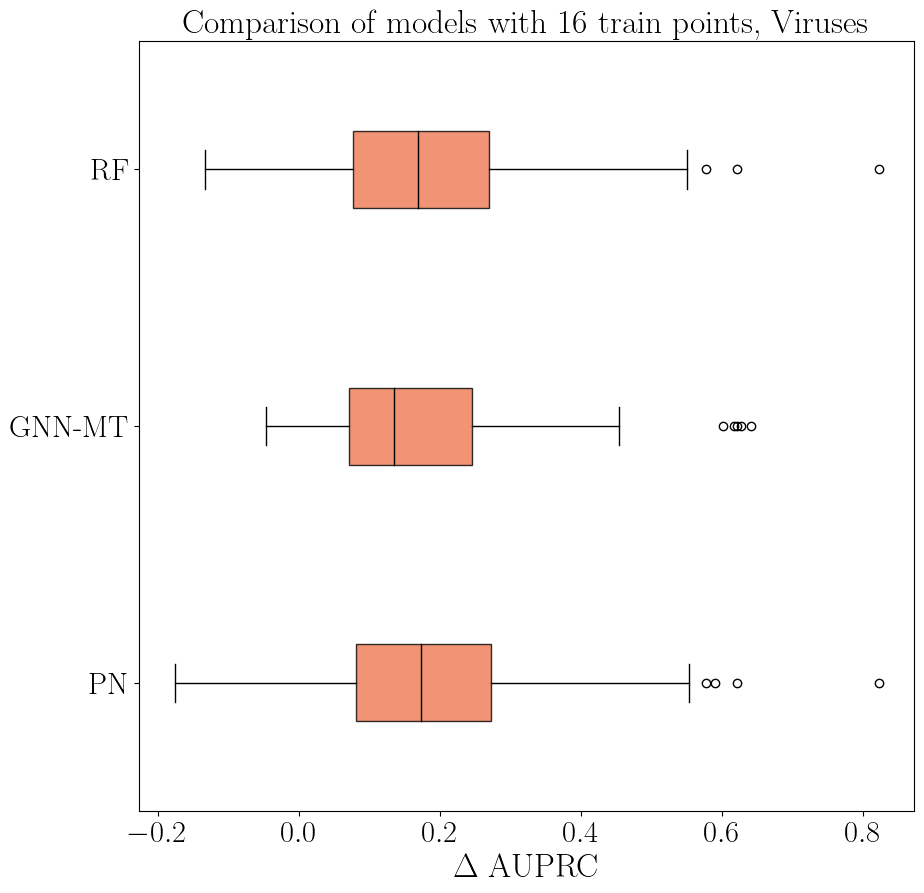 Comparison of models with 16 train points, Viruses
RF
GNN-MT
PN
−0.2 0.0 0.2 0.4 0.6 0.8
Δ AUPRC